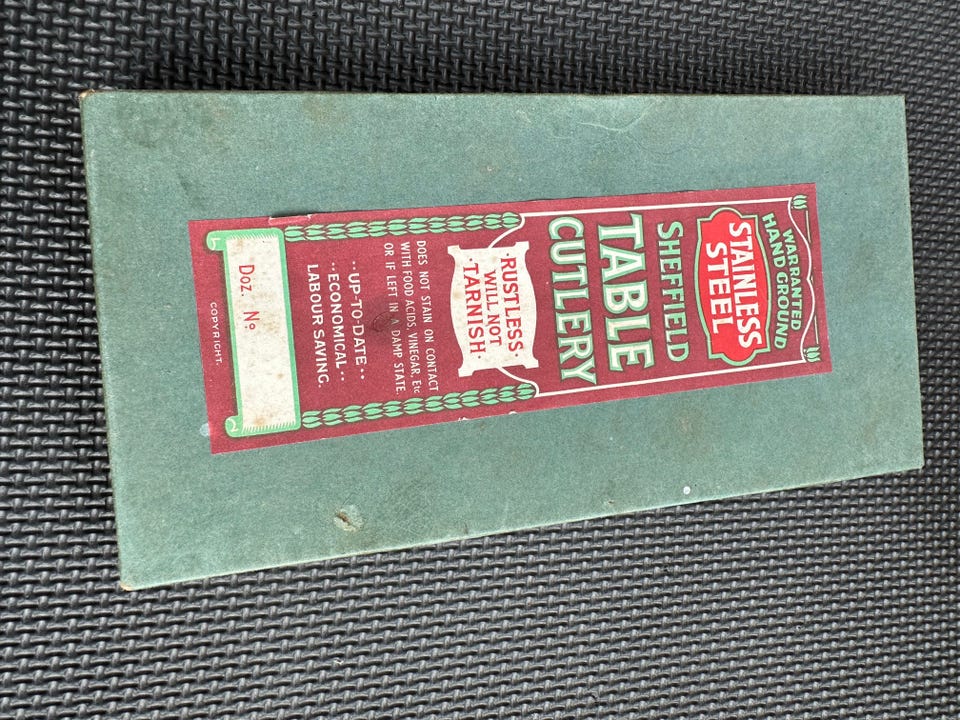 WARRANTED
HAND GROUND
STAINLESS
STEEL
SHEFFIELD
TABLE
CUTLERY
·RUSTLESS·
WILL NOT
·TARNISH·
DOES NOT STAIN ON CONTACT
WITH FOOD ACIDS, VINEGAR, Etc
OR IF LEFT IN A DAMP STATE.
··UP-TO-DATE··
··ECONOMICAL··
LABOUR SAVING.
Doz. No
COPYRIGHT.